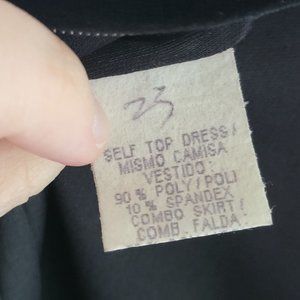 23
SELF TOP DRESS/
MISMO CAMISA
VESTIDO:
90% POLY/POLI
10% SPANDEX
COMBO SKIRT/
COMB. FALDA: